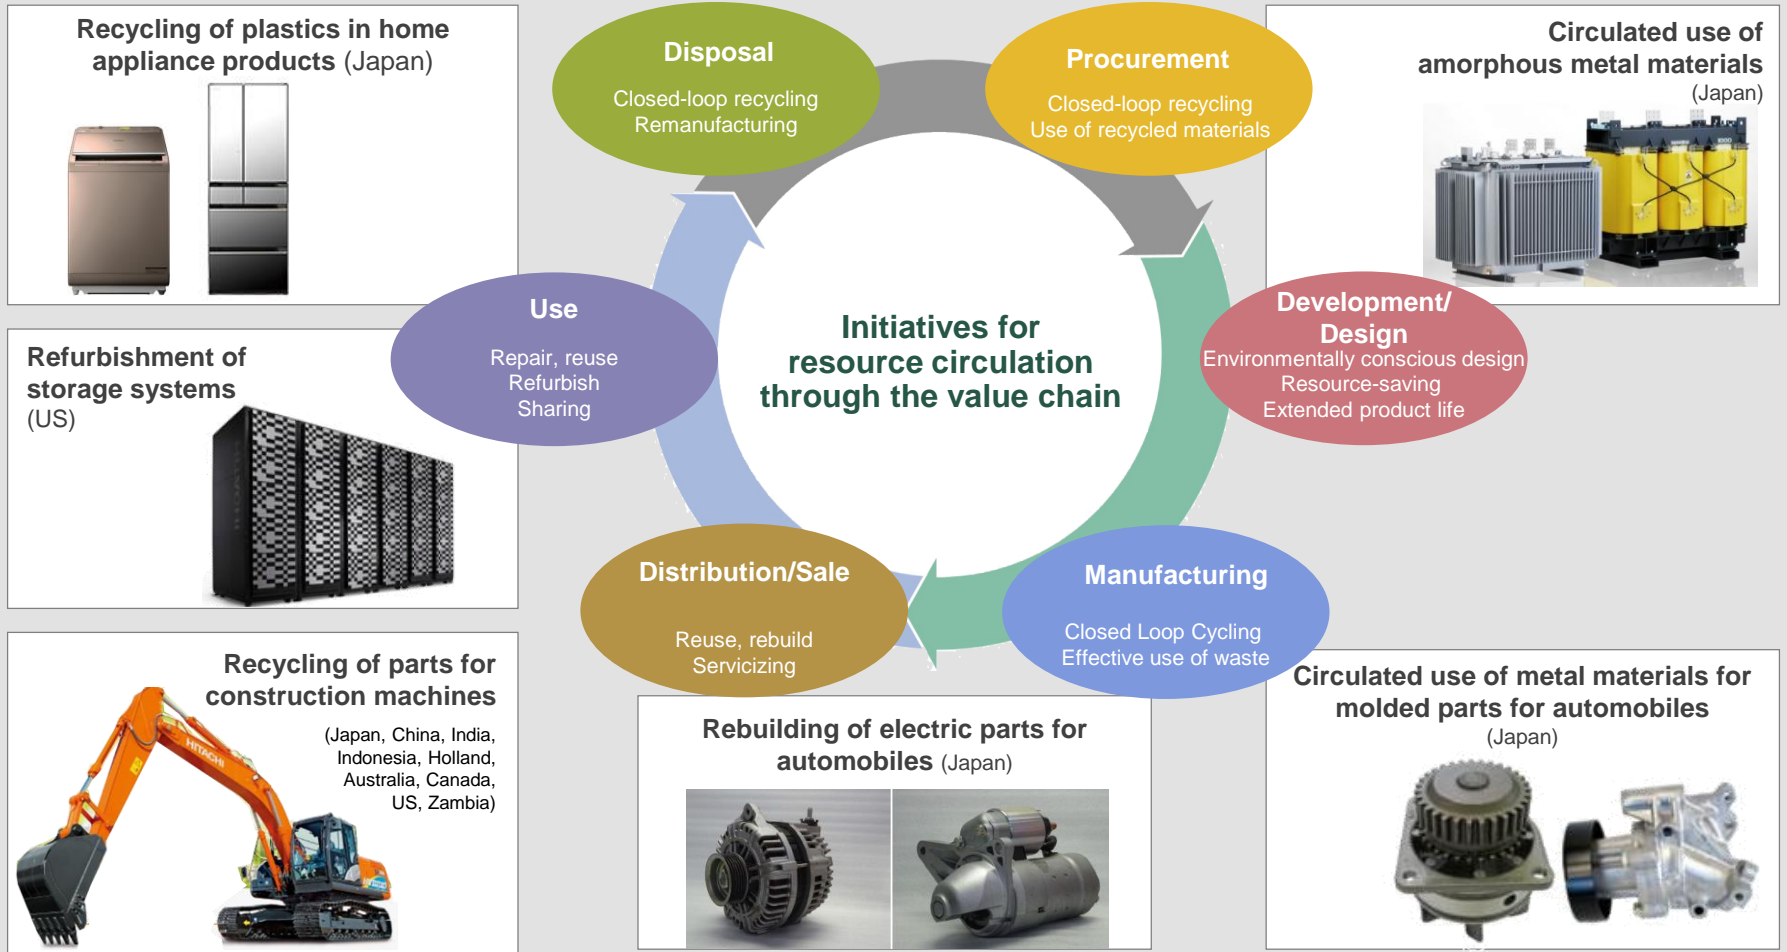 Recycling of plastics in home
appliance products (Japan)
Disposal
Closed-loop recycling
Remanufacturing
Procurement
Closed-loop recycling
Use of recycled materials
Circulated use of
amorphous metal materials
(Japan)
Use
Repair, reuse
Refurbish
Sharing
Initiatives for
resource circulation
through the value chain
Development/
Design
Environmentally conscious design
Resource-saving
Extended product life
Refurbishment of
storage systems
(US)
Distribution/Sale
Reuse, rebuild
Servicizing
Manufacturing
Closed Loop Cycling
Effective use of waste
Recycling of parts for
construction machines
(Japan, China, India,
Indonesia, Holland,
Australia, Canada,
US, Zambia)
HITACHI
Rebuilding of electric parts for
automobiles (Japan)
Circulated use of metal materials for
molded parts for automobiles
(Japan)